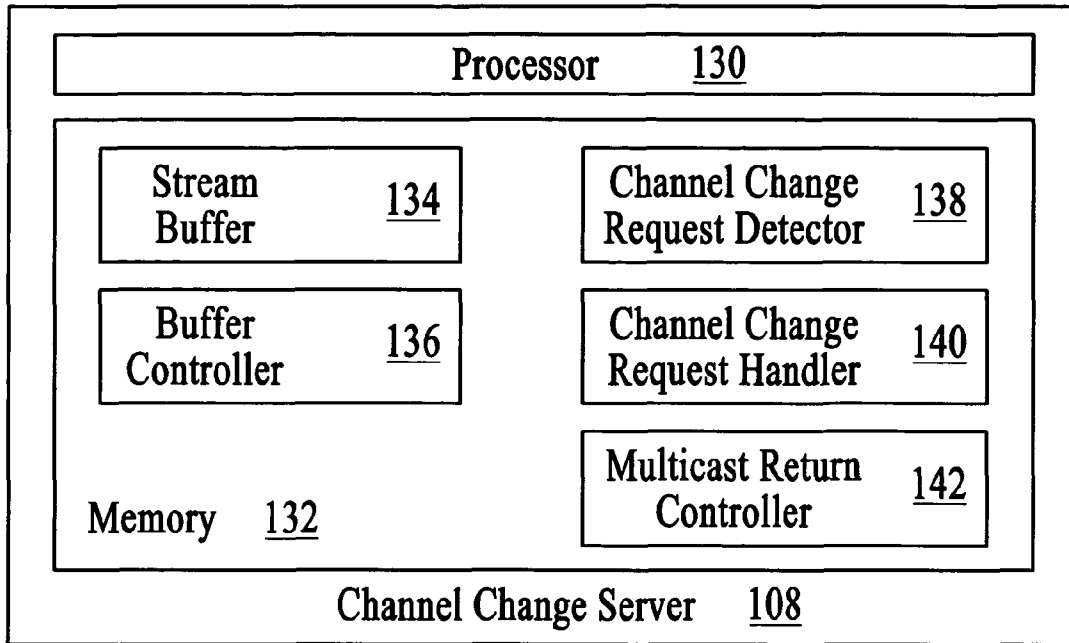 Processor 130
Stream
Buffer 134
Buffer
Controller 136
Channel Change
Request Detector 138
Channel Change
Request Handler 140
Multicast Return
Controller 142
Memory 132
Channel Change Server 108